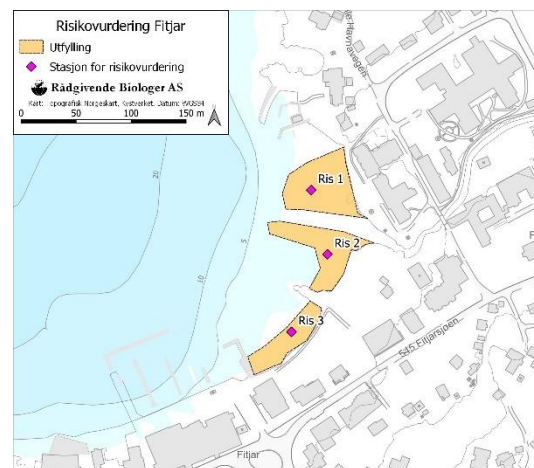 Risikovurdering Fitjar
Utfylling
Stasjon for risikovurdering
Rådgivende Biologer AS
Kart: opografisk Norgeskart, Kystverket. Datum: WGS84
0 50 100 150 m
Havnavegen
Ris 1
Ris 2
Ris 3
20
5
10
545 Fitjarsjøen
Fitjar